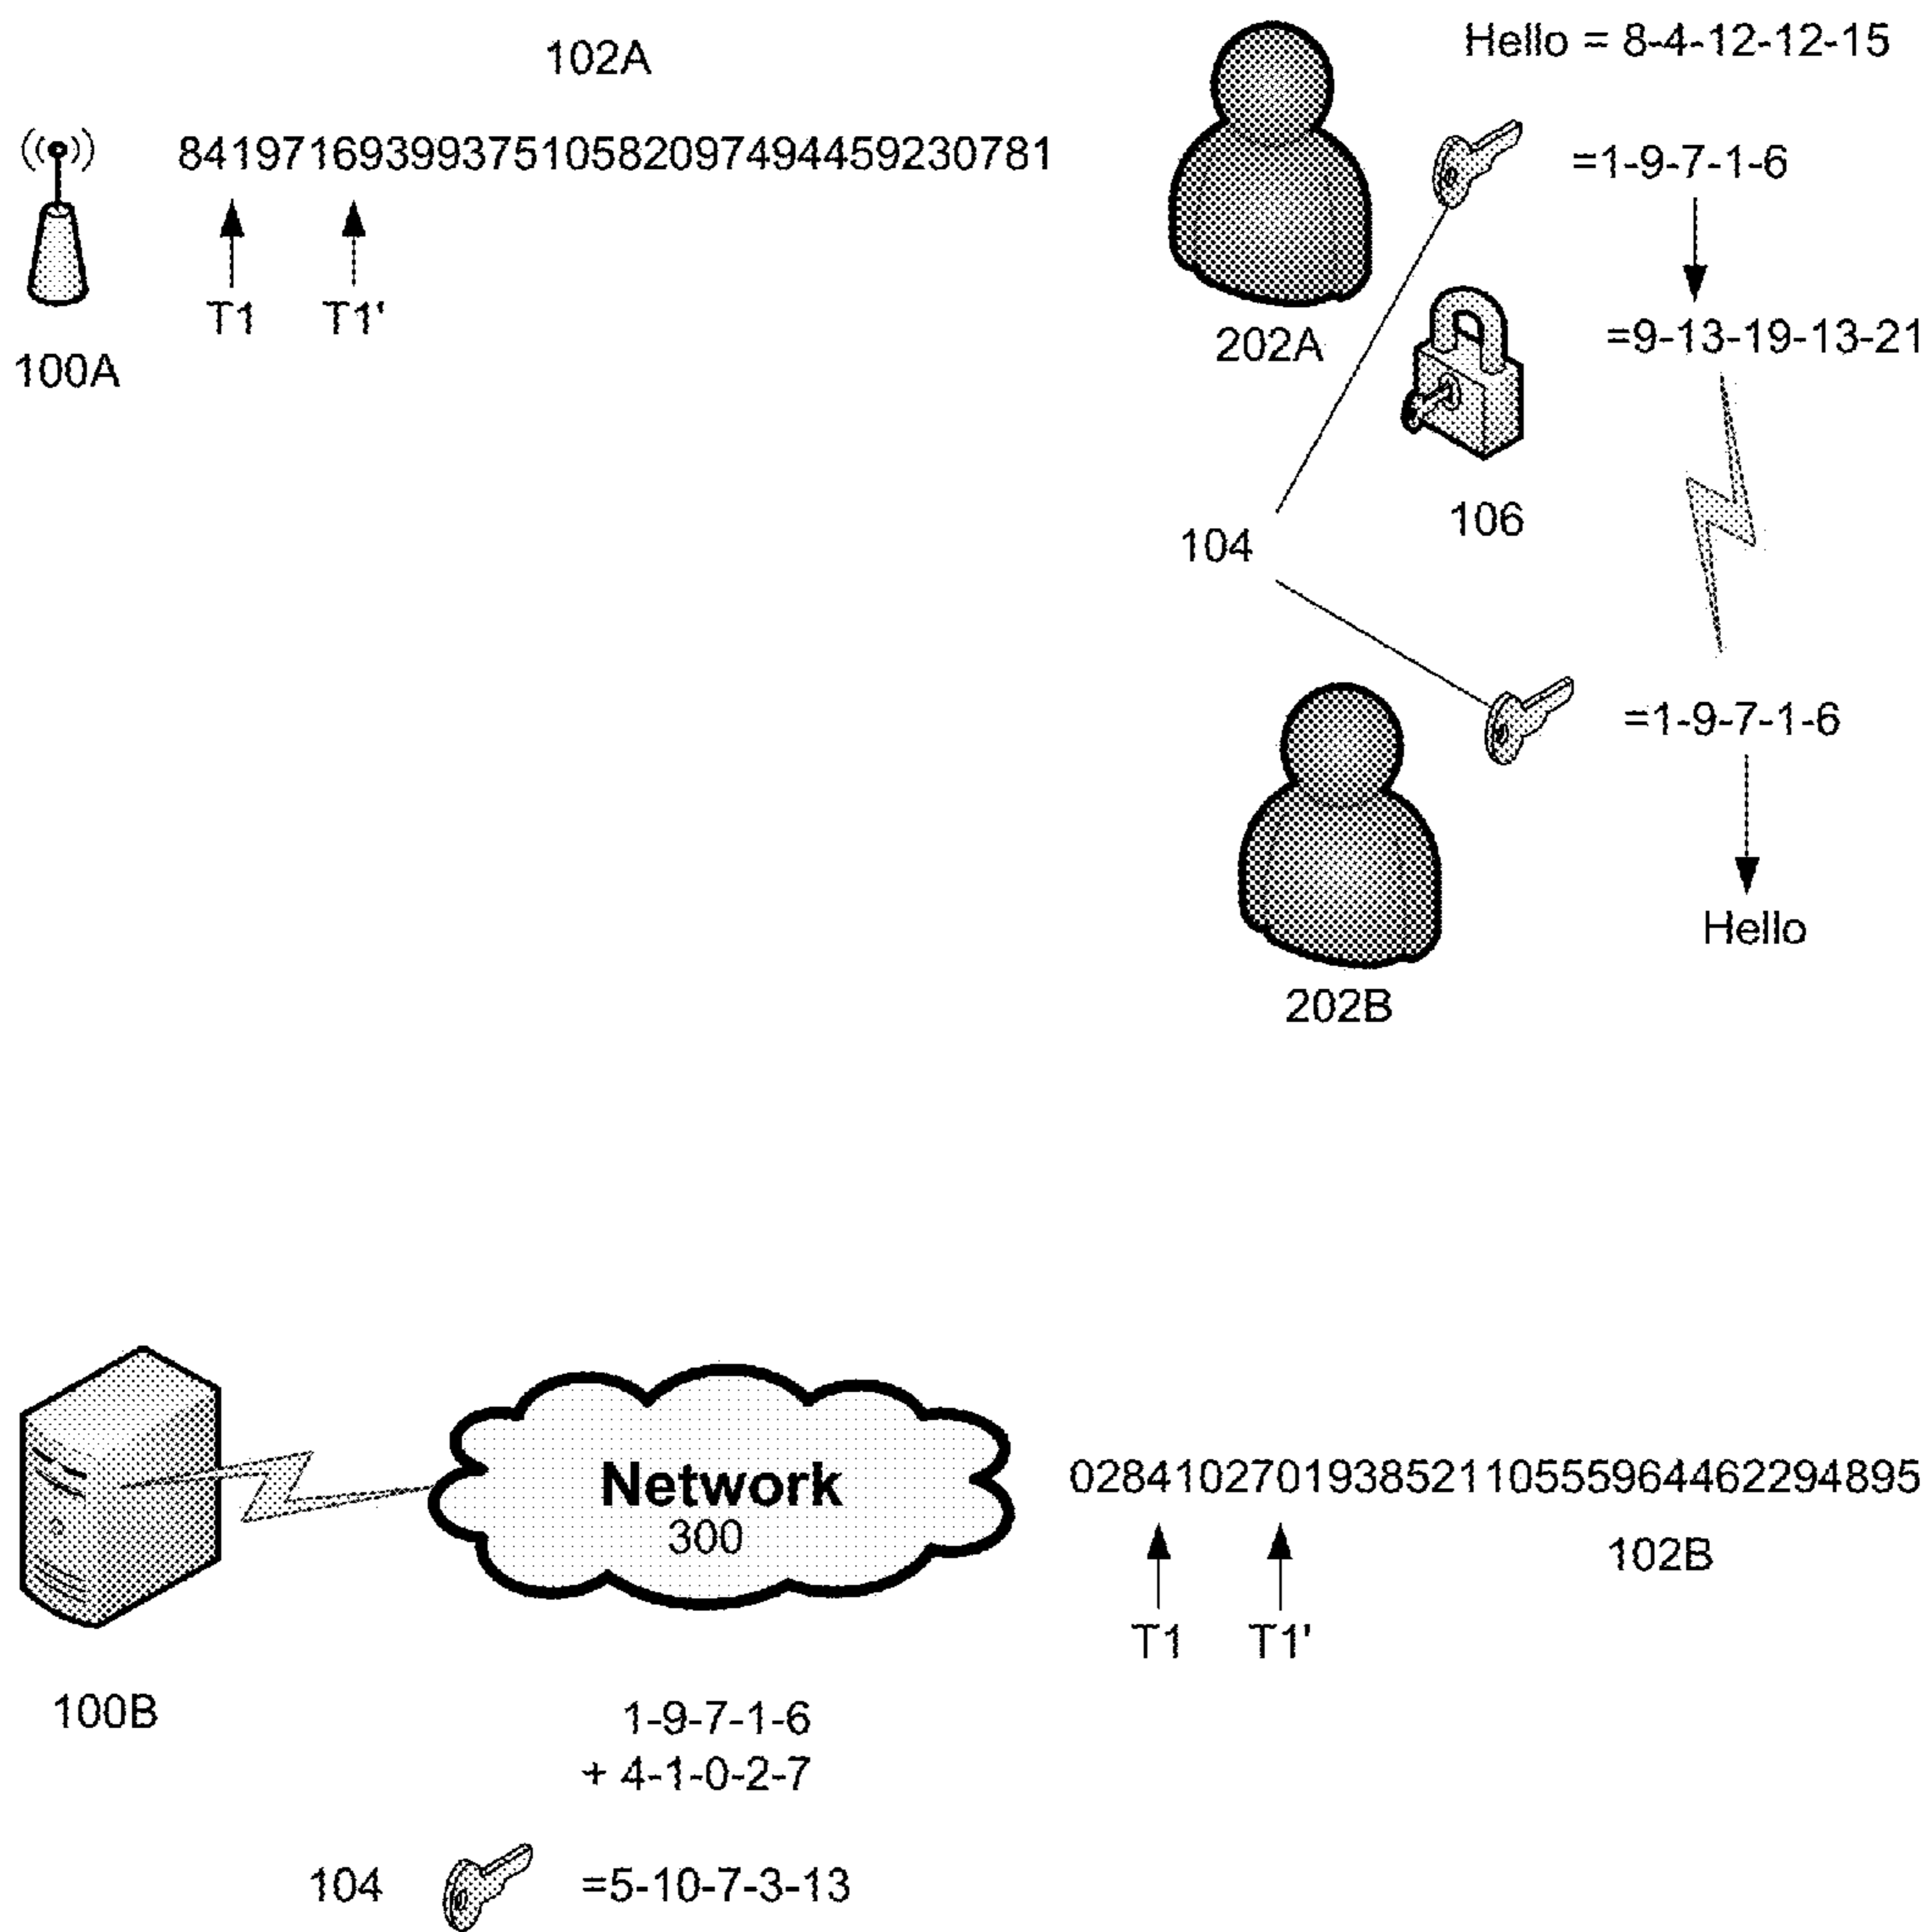 102A
Hello = 8-4-12-12-15
841971693993751058209749445923078​1
=1-9-7-1-6
T1 T1'
100A
202A
=9-13-19-13-21
106
104
=1-9-7-1-6
Hello
202B
Network
300
0284102701938521105559644622​94895
102B
T1 T1'
100B
1-9-7-1-6
+ 4-1-0-2-7
104
=5-10-7-3-13